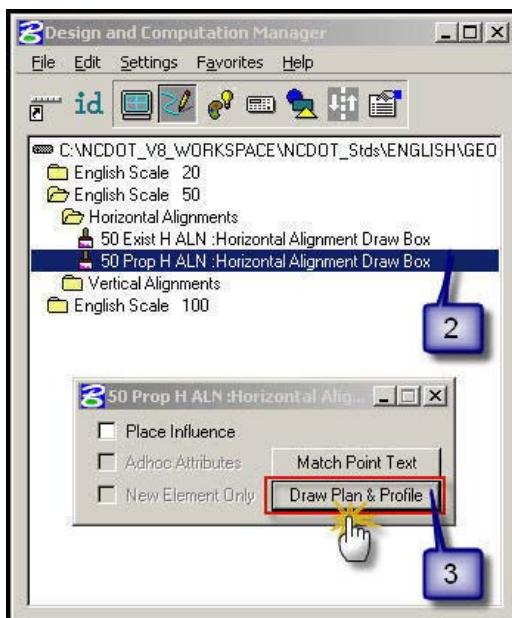 Design and Computation Manager
File Edit Settings Favorites Help
id
C:\NCDOT_V8_WORKSPACE\NCDOT_Stds\ENGLISH\GEO
English Scale 20
English Scale 50
Horizontal Alignments
50 Exist H ALN :Horizontal Alignment Draw Box
50 Prop H ALN :Horizontal Alignment Draw Box
Vertical Alignments
English Scale 100
2
50 Prop H ALN :Horizontal Alig...
Place Influence
Adhoc Attributes Match Point Text
New Element Only Draw Plan & Profile
3